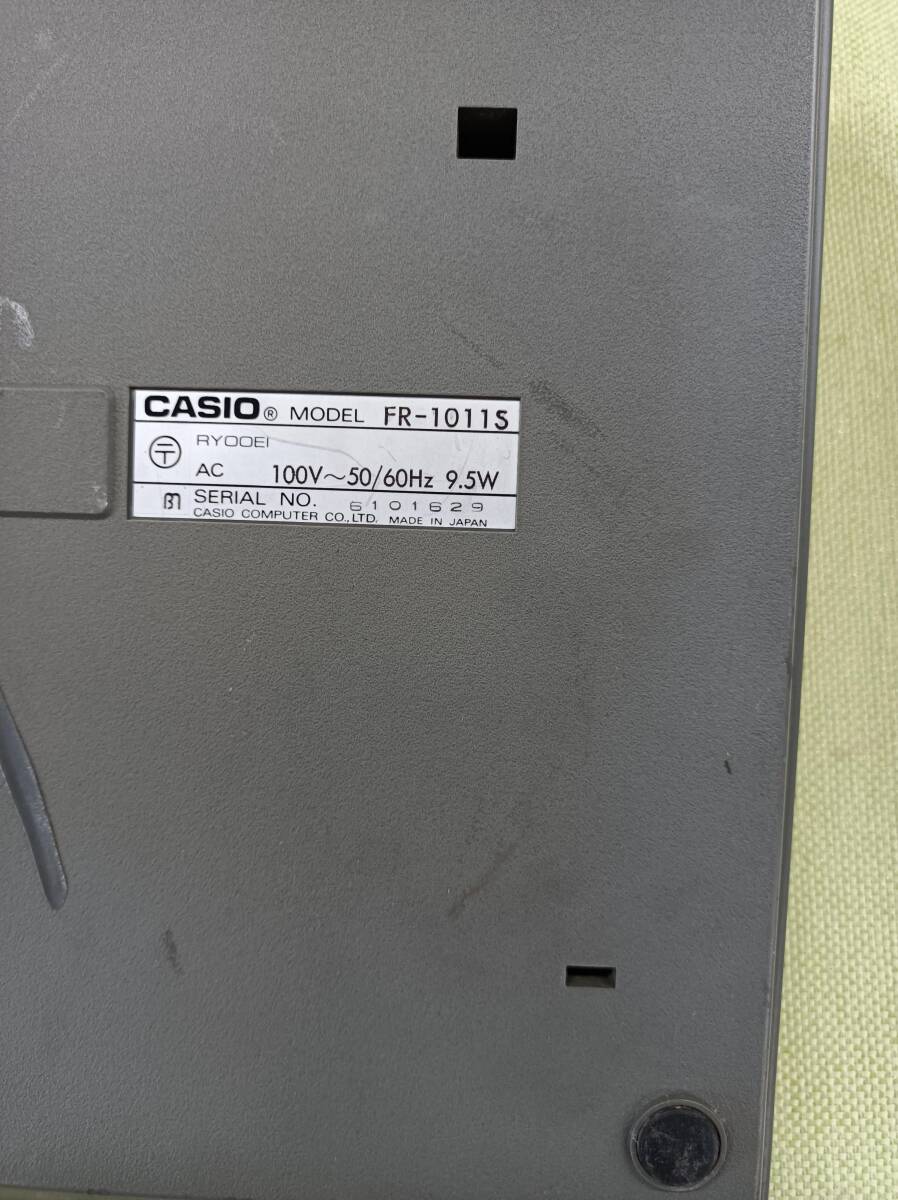 CASIO® MODEL FR-1011S
RYOOEI
〒 AC 100V～50/60Hz 9.5W
SERIAL NO. 6101629
CASIO COMPUTER CO.,LTD. MADE IN JAPAN